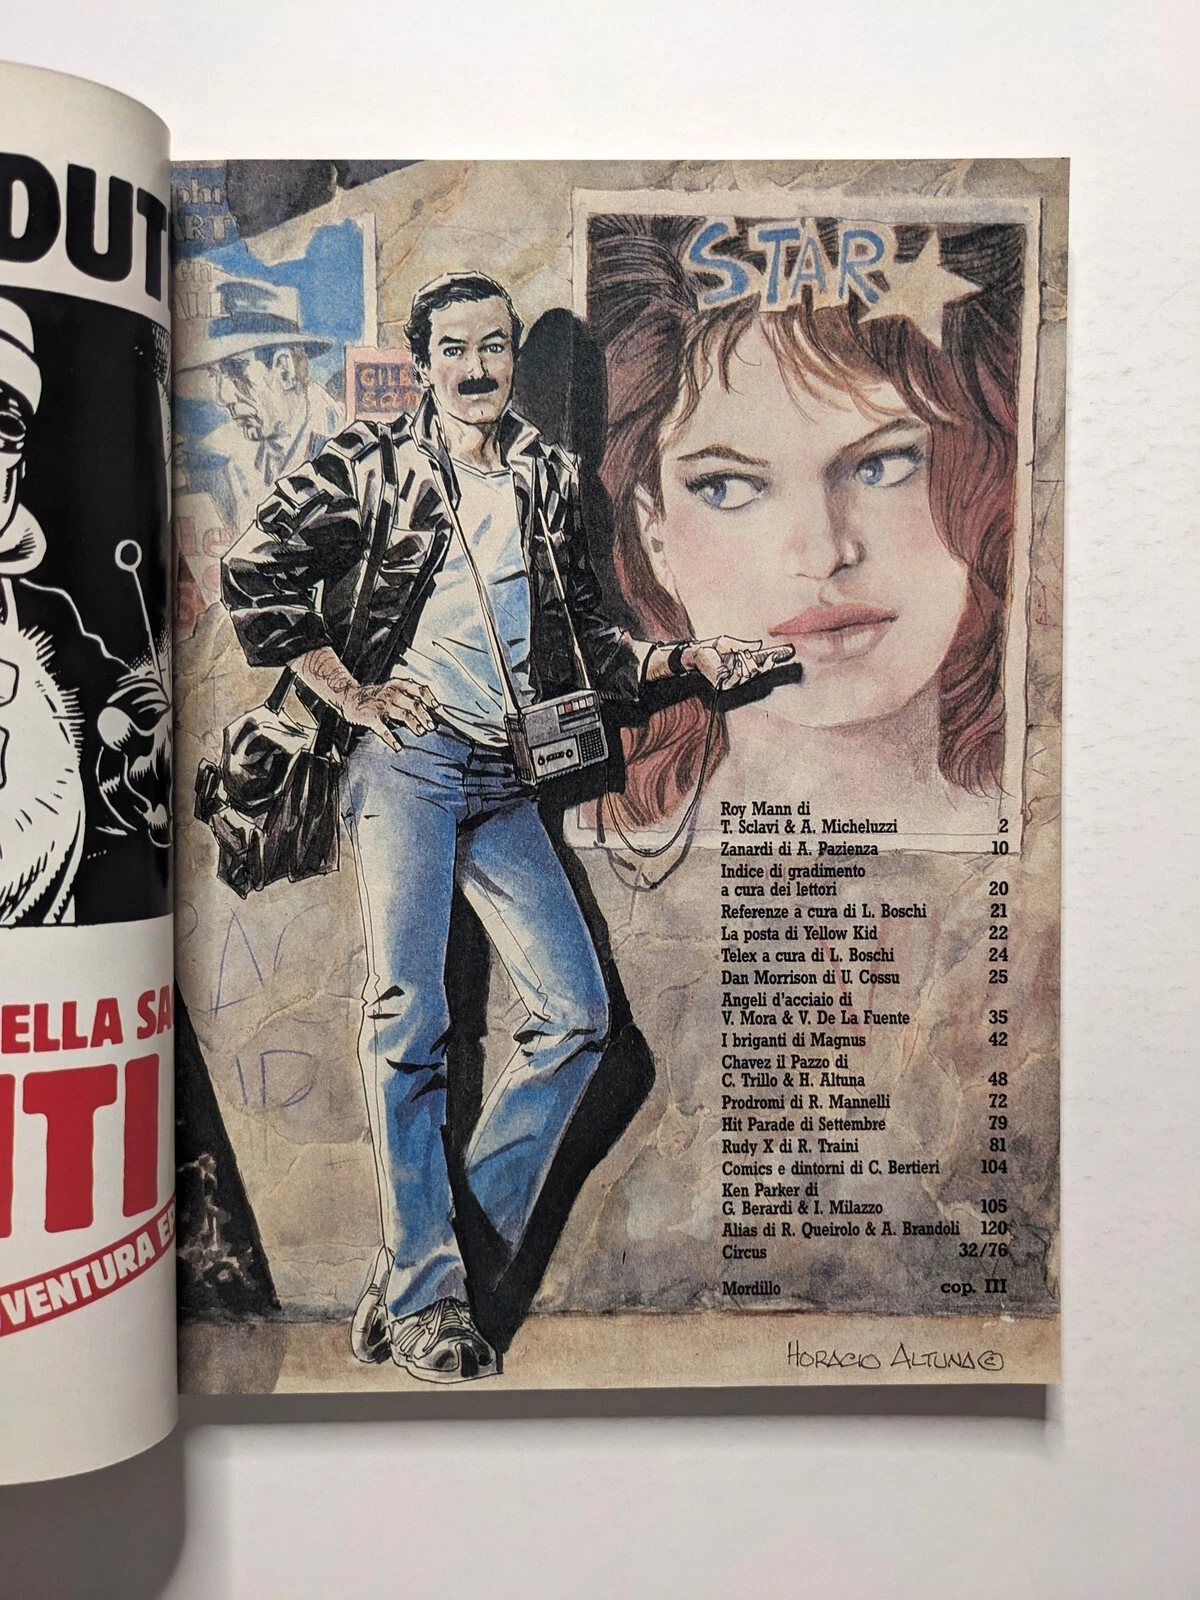 OUT
ELLA SA
NTI
VVENTURA E
STAR
GILB
san
Roy Mann di
T. Sclavi & A. Micheluzzi 2
Zanardi di A. Pazienza 10
Indice di gradimento
a cura dei lettori 20
Referenze a cura di L. Boschi 21
La posta di Yellow Kid 22
Telex a cura di L. Boschi 24
Dan Morrison di U. Cossu 25
Angeli d'acciaio di
V. Mora & V. De La Fuente 35
I briganti di Magnus 42
Chavez il Pazzo di
C. Trillo & H. Altuna 48
Prodromi di R. Mannelli 72
Hit Parade di Settembre 79
Rudy X di R. Traini 81
Comics e dintorni di C. Bertieri 104
Ken Parker di
G. Berardi & I. Milazzo 105
Alias di R. Queirolo & A. Brandoli 120
Circus 32/76
Mordillo cop. III
HORACIO ALTUNA ©